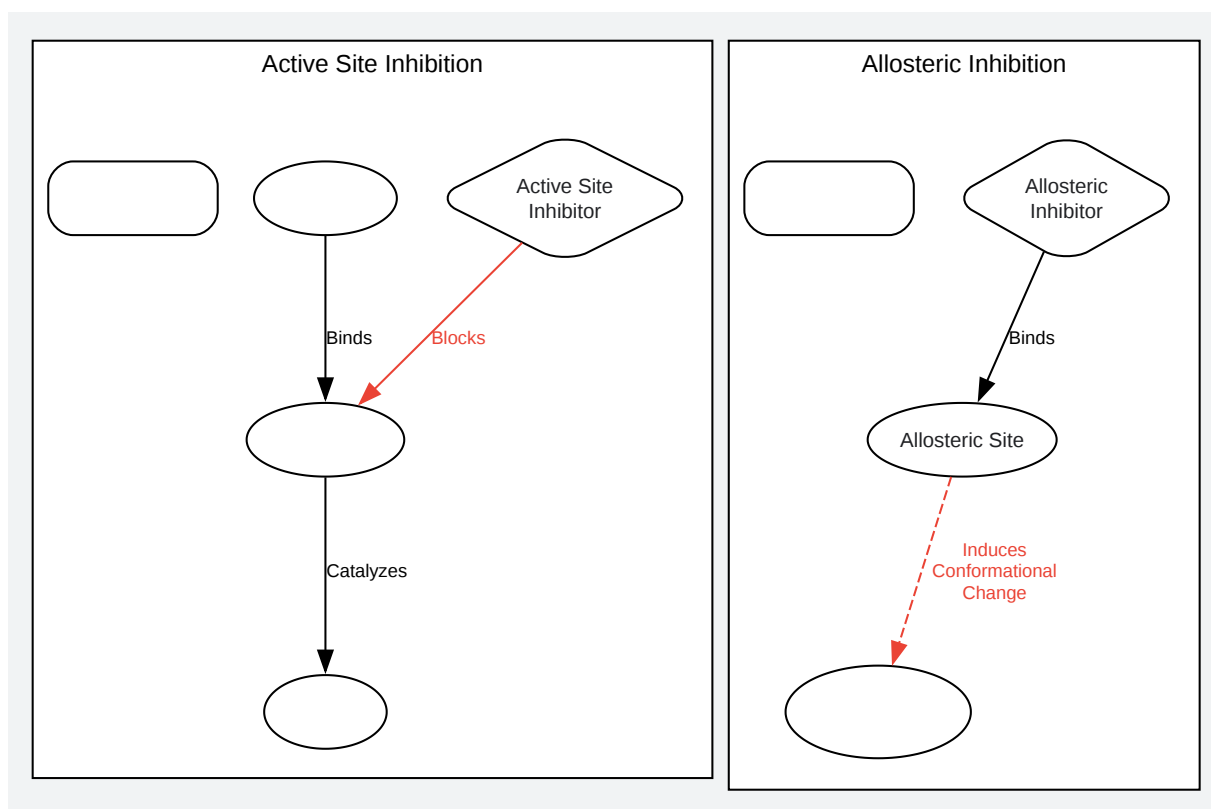 Active Site Inhibition
Active Site
Inhibitor
Binds
Blocks
Catalyzes
Allosteric Inhibition
Allosteric
Inhibitor
Binds
Allosteric Site
Induces
Conformational
Change